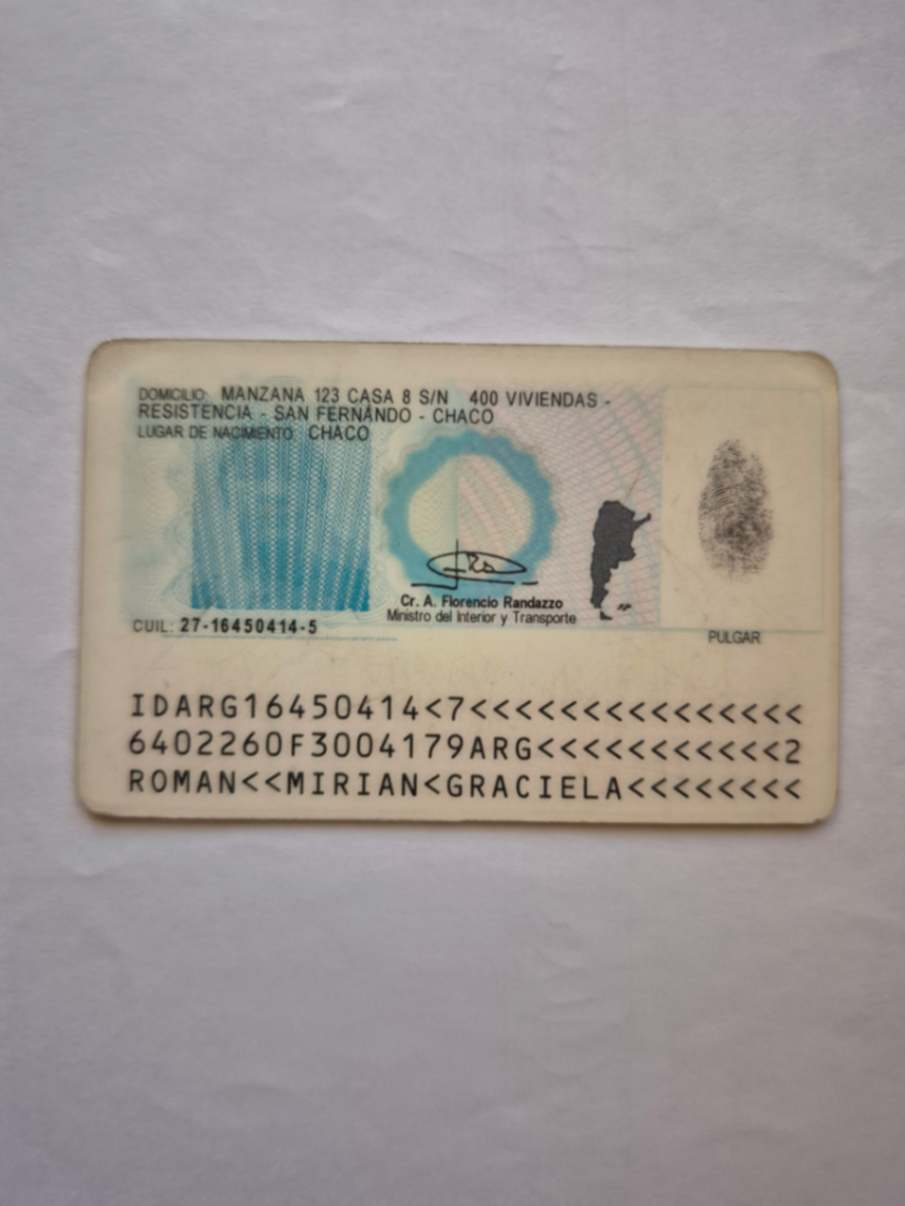 DOMICILIO: MANZANA 123 CASA 8 S/N 400 VIVIENDAS -
RESISTENCIA - SAN FERNANDO - CHACO
LUGAR DE NACIMIENTO: CHACO
Cr. A. Florencio Randazzo
Ministro del Interior y Transporte
CUIL: 27-16450414-5
PULGAR
IDARG16450414<7<<<<<<<<<<<<<<<
6402260F3004179ARG<<<<<<<<<<<2
ROMAN<<MIRIAN<GRACIELA<<<<<<<<